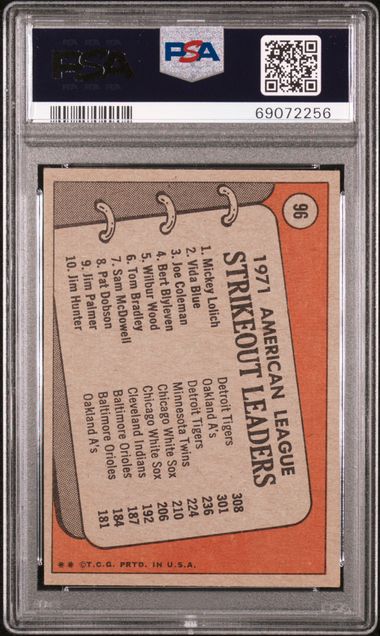 PSA
PSA
69072256
96
1971 AMERICAN LEAGUE
STRIKEOUT LEADERS
1. Mickey Lolich Detroit Tigers 308
2. Vida Blue Oakland A's 301
3. Joe Coleman Detroit Tigers 236
4. Bert Blyleven Minnesota Twins 224
5. Wilbur Wood Chicago White Sox 210
6. Tom Bradley Chicago White Sox 206
7. Sam McDowell Cleveland Indians 192
8. Pat Dobson Baltimore Orioles 187
9. Jim Palmer Baltimore Orioles 184
10. Jim Hunter Oakland A's 181
** ©T.C.G. PRTD. IN U.S.A.